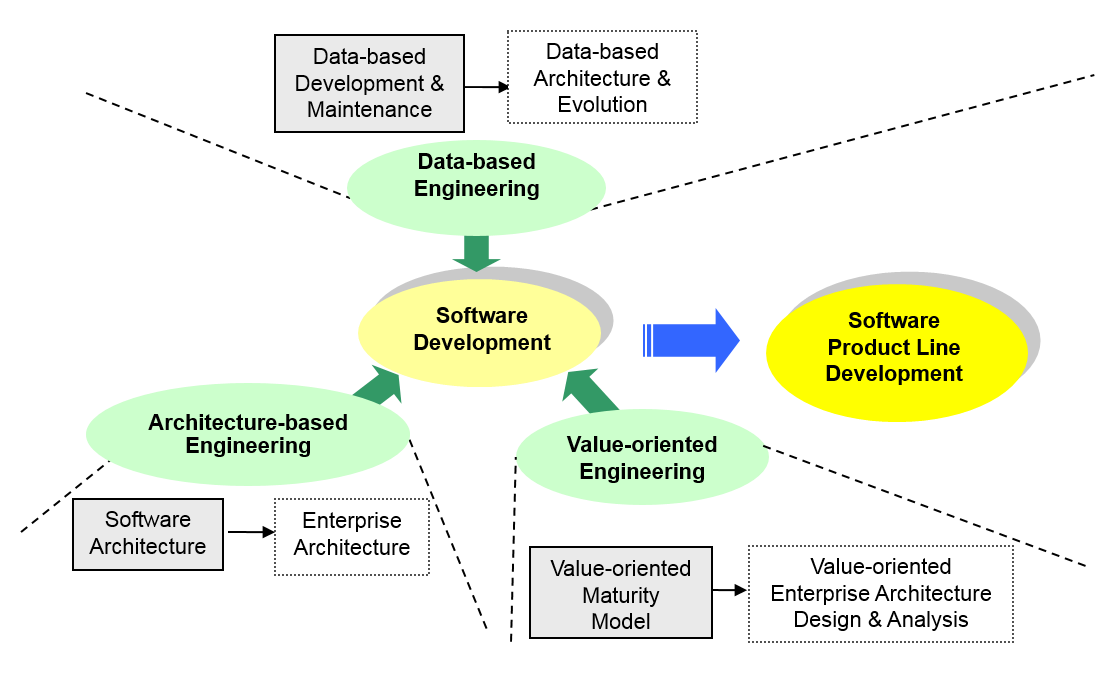 Data-based
Development &
Maintenance
Data-based
Architecture &
Evolution
Data-based
Engineering
Software
Development
Software
Product Line
Development
Architecture-based
Engineering
Value-oriented
Engineering
Software
Architecture
Enterprise
Architecture
Value-oriented
Maturity
Model
Value-oriented
Enterprise Architecture
Design & Analysis